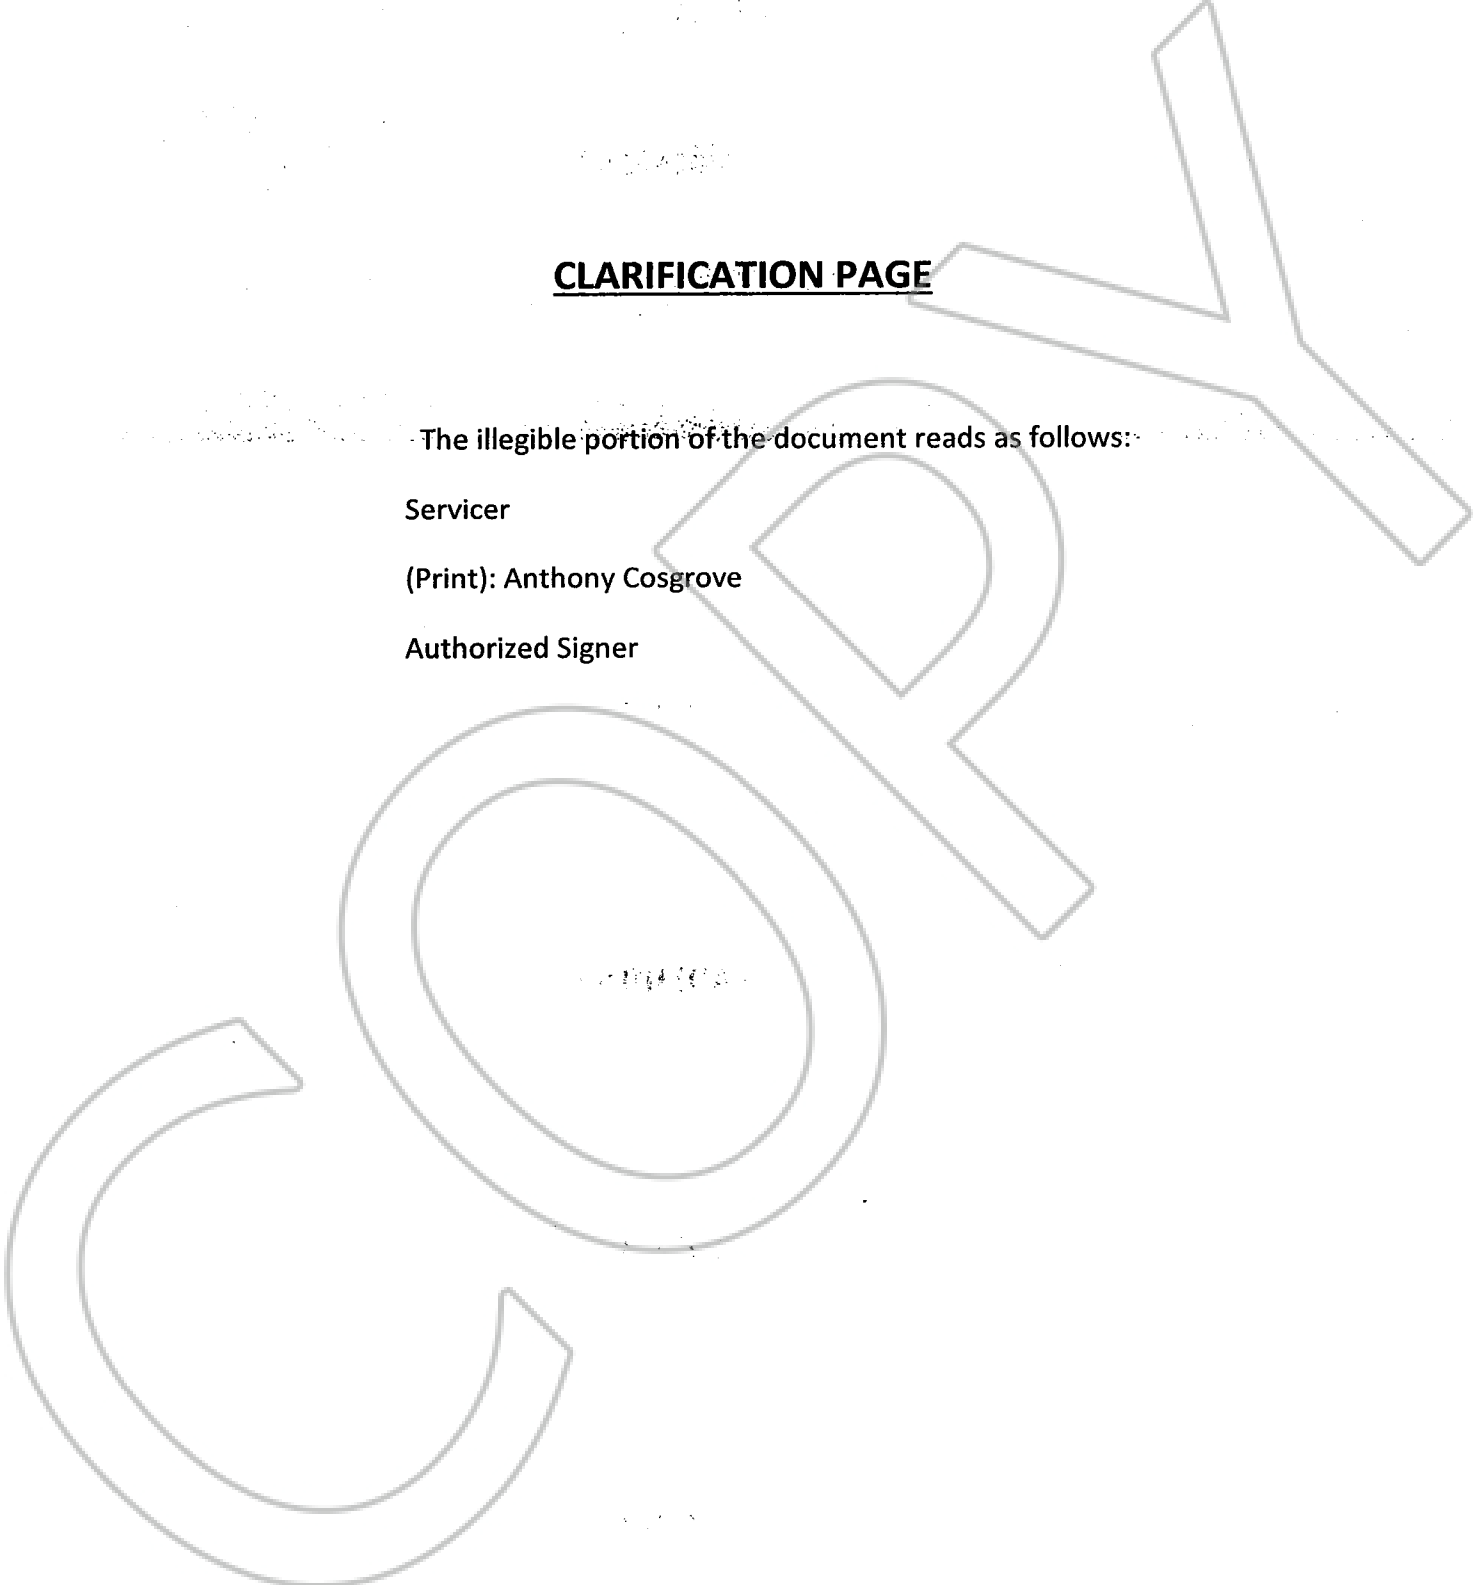 CLARIFICATION PAGE
The illegible portion of the document reads as follows:
Servicer
(Print): Anthony Cosgrove
Authorized Signer
COPY